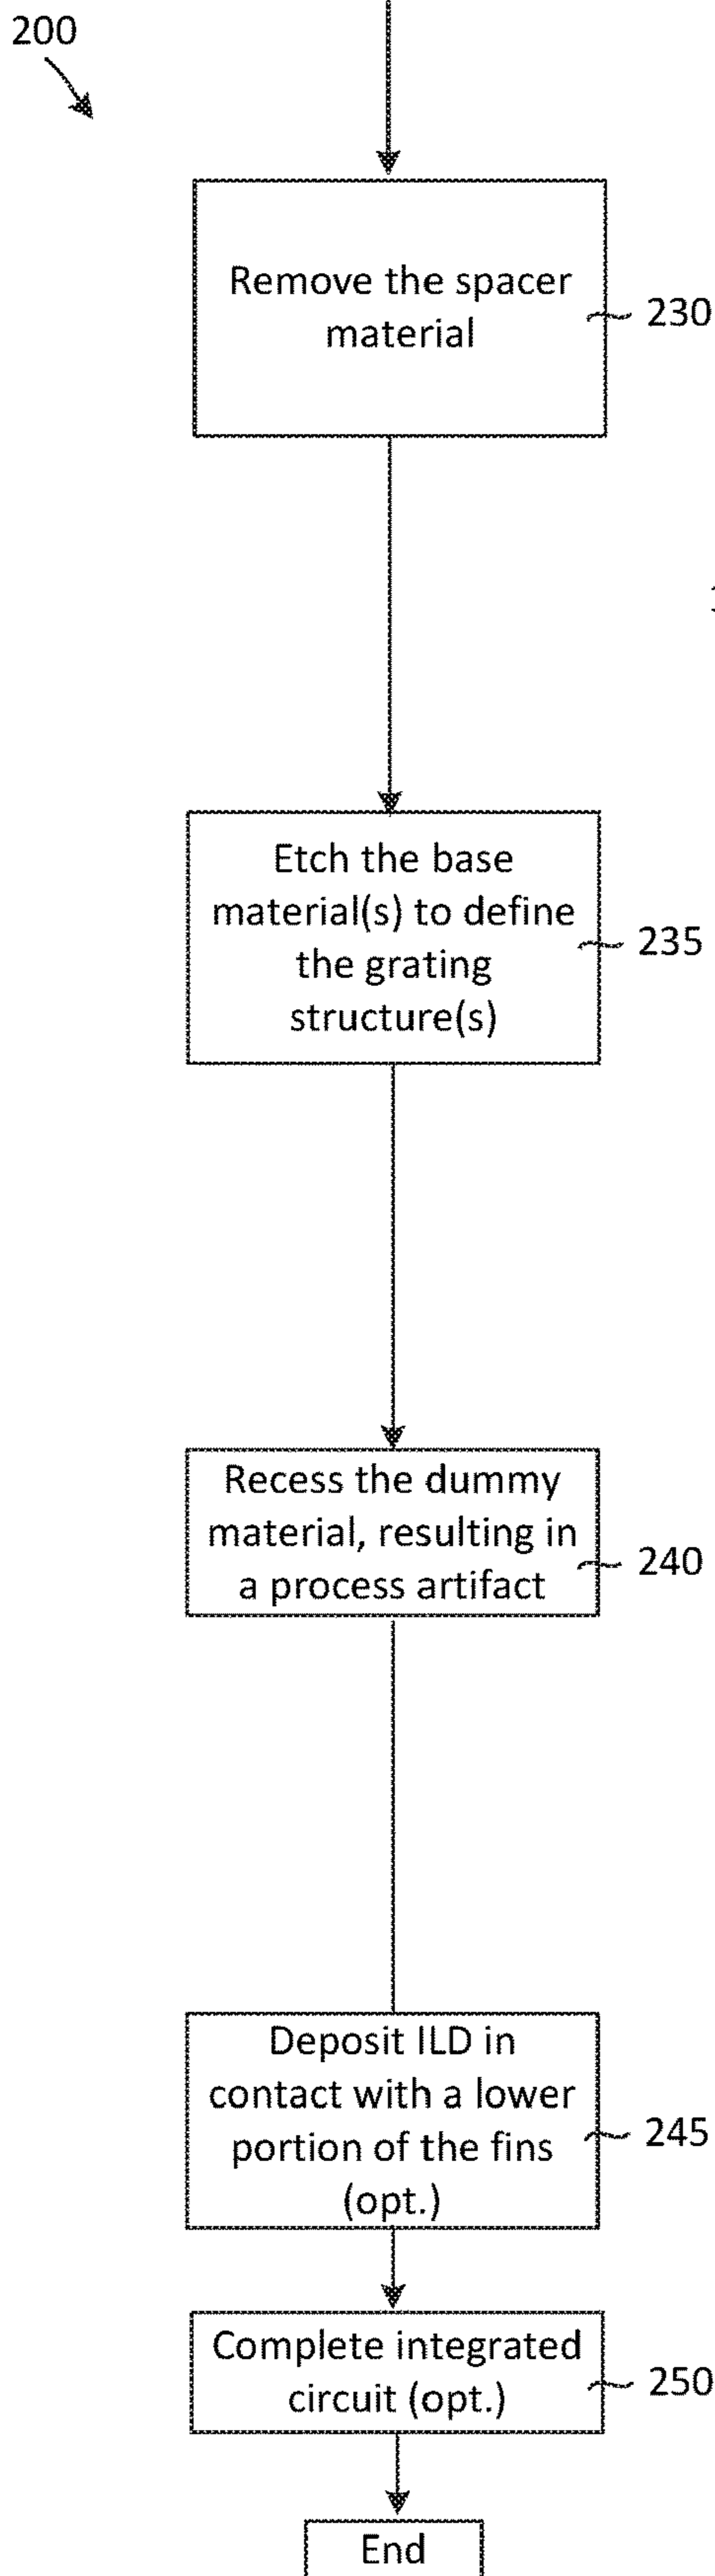 200
Remove the spacer
material
230
Etch the base
material(s) to define
the grating
structure(s)
235
Recess the dummy
material, resulting in
a process artifact
240
Deposit ILD in
contact with a lower
portion of the fins
(opt.)
245
Complete integrated
circuit (opt.)
250
End